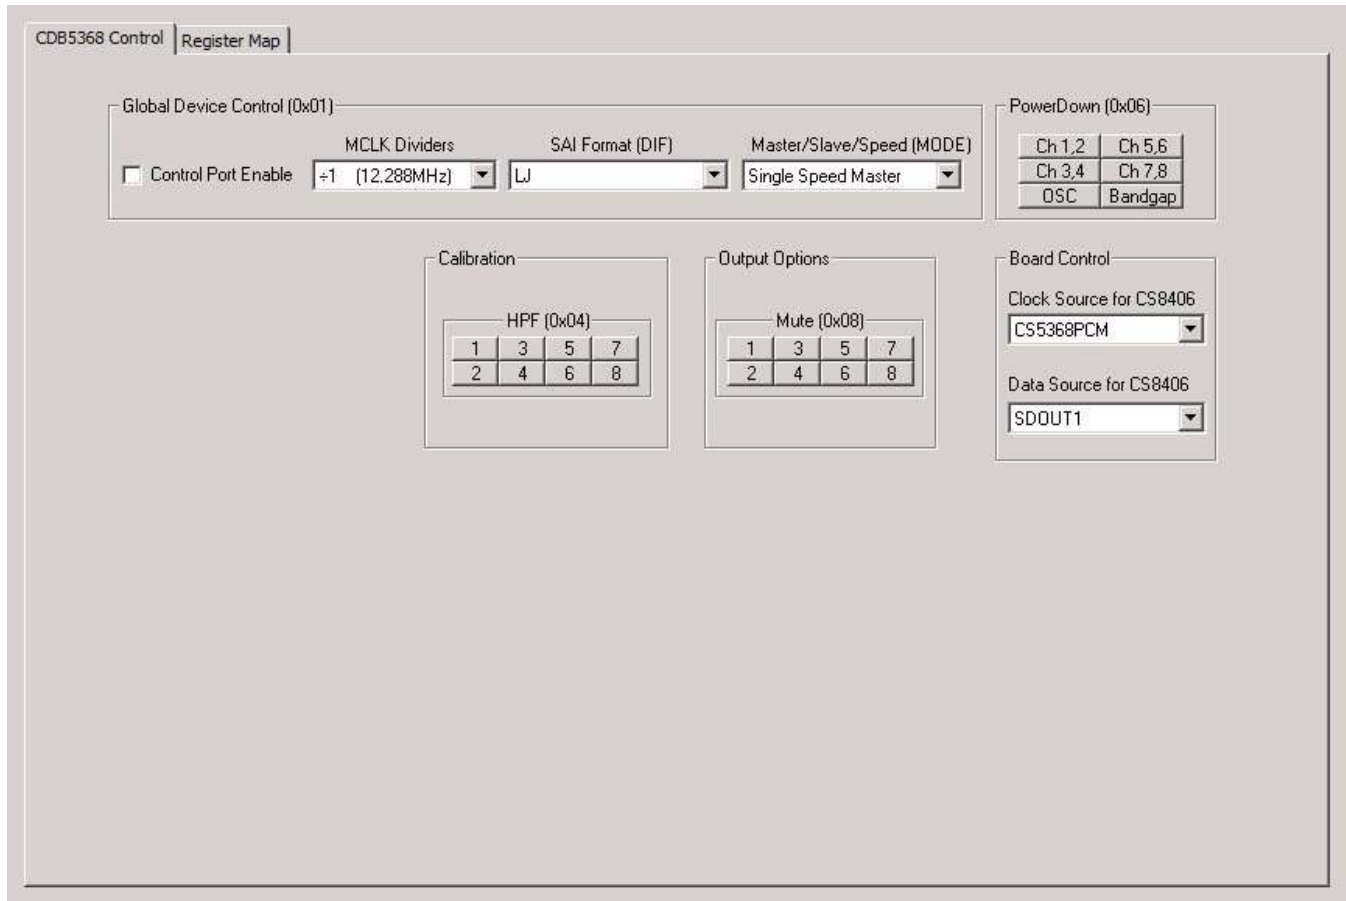 CDB5368 Control Register Map
Global Device Control (0x01)
MCLK Dividers SAI Format (DIF) Master/Slave/Speed (MODE)
Control Port Enable ÷1 (12.288MHz) LJ Single Speed Master
PowerDown (0x06)
Ch 1,2 Ch 5,6
Ch 3,4 Ch 7,8
OSC Bandgap
Calibration
HPF (0x04)
1 3 5 7
2 4 6 8
Output Options
Mute (0x08)
1 3 5 7
2 4 6 8
Board Control
Clock Source for CS8406
CS5368PCM
Data Source for CS8406
SDOUT1